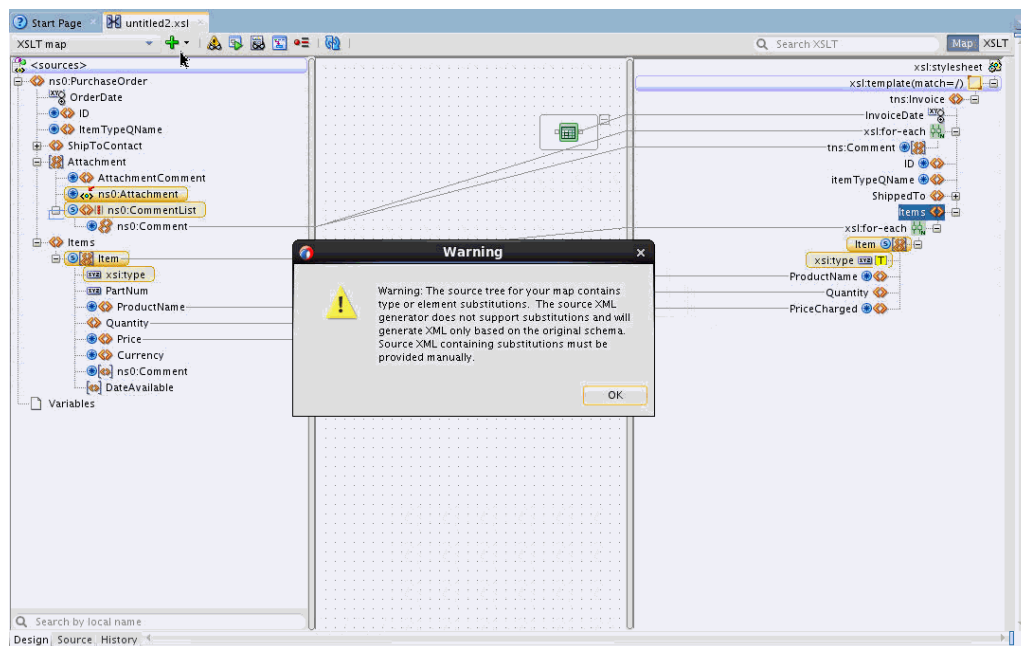 Start Page
untitled2.xsl
XSLT map
Search XSLT
Map XSLT
<sources>
ns0:PurchaseOrder
OrderDate
ID
ItemTypeQName
ShipToContact
Attachment
AttachmentComment
ns0:Attachment
ns0:CommentList
ns0:Comment
Items
Item
xsi:type
PartNum
ProductName
Quantity
Price
Currency
ns0:Comment
DateAvailable
Variables
xsl:stylesheet
xsl:template(match=/)
tns:Invoice
InvoiceDate
xsl:for-each
tns:Comment
ID
itemTypeQName
ShippedTo
Items
xsl:for-each
Item
xsi:type
ProductName
Quantity
PriceCharged
Warning
Warning: The source tree for your map contains
type or element substitutions. The source XML
generator does not support substitutions and will
generate XML only based on the original schema.
Source XML containing substitutions must be
provided manually.
OK
Search by local name
Design Source History